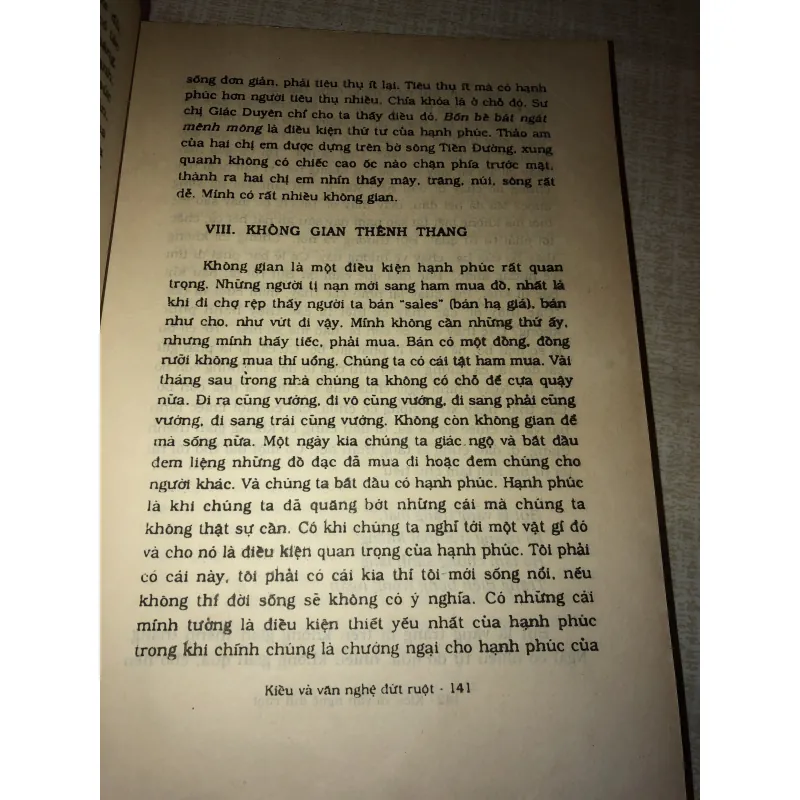 sống đơn giản, phải tiêu thụ ít lại. Tiêu thụ ít mà có hạnh
phúc hơn người tiêu thụ nhiều. Chìa khóa là ở chỗ đó. Sư
chị Giác Duyên chỉ cho ta thấy điều đó. Bốn bề bát ngát
mênh mông là điều kiện thứ tư của hạnh phúc. Thảo am
của hai chị em được dựng trên bờ sông Tiền Đường, xung
quanh không có chiếc cao ốc nào chận phía trước mặt,
thành ra hai chị em nhìn thấy mây, trăng, núi, sông rất
dễ. Mình có rất nhiều không gian.
VIII. KHÔNG GIAN THÊNH THANG
Không gian là một điều kiện hạnh phúc rất quan
trọng. Những người tị nạn mới sang ham mua đồ, nhất là
khi đi chợ rệp thấy người ta bán "sales" (bán hạ giá), bán
như cho, như vứt đi vậy. Mình không cần những thứ ấy,
nhưng mình thấy tiếc, phải mua. Bán có một đồng, đồng
rưỡi không mua thì uổng. Chúng ta có cái tật ham mua. Vài
tháng sau trong nhà chúng ta không có chỗ để cựa quậy
nữa. Đi ra cũng vướng, đi vô cũng vướng, đi sang phải cũng
vướng, đi sang trái cũng vướng. Không còn không gian để
mà sống nữa. Một ngày kia chúng ta giác ngộ và bắt đầu
đem liệng những đồ đạc đã mua đi hoặc đem chúng cho
người khác. Và chúng ta bắt đầu có hạnh phúc. Hạnh phúc
là khi chúng ta đã quăng bớt những cái mà chúng ta
không thật sự cần. Có khi chúng ta nghĩ tới một vật gì đó
và cho nó là điều kiện quan trọng của hạnh phúc. Tôi phải
có cái này, tôi phải có cái kia thì tôi mới sống nổi, nếu
không thì đời sống sẽ không có ý nghĩa. Có những cái
mình tưởng là điều kiện thiết yếu nhất của hạnh phúc
trong khi chính chúng là chướng ngại cho hạnh phúc của
Kiều và văn nghệ đứt ruột - 141